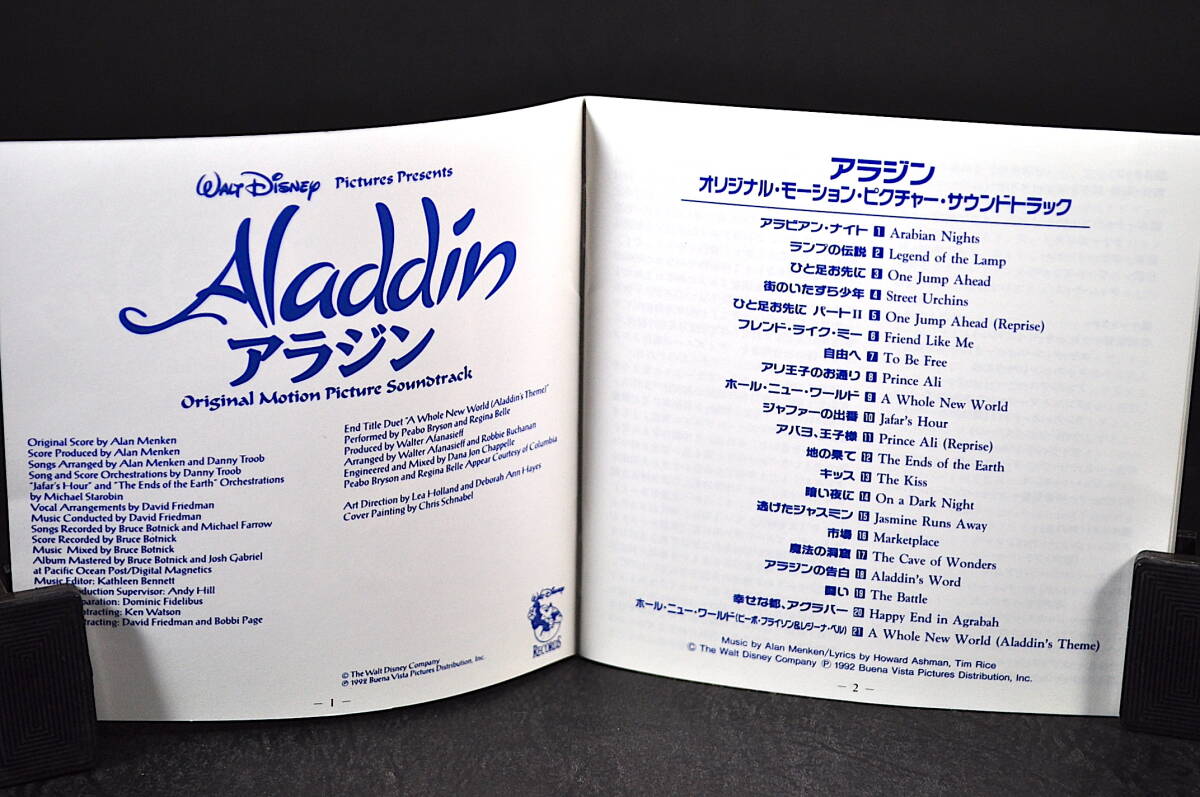 WALT DISNEY Pictures Presents
Aladdin
アラジン
Original Motion Picture Soundtrack
Original Score by Alan Menken
Score Produced by Alan Menken
Songs Arranged by Alan Menken and Danny Troob
Song and Score Orchestrations by Danny Troob
"Jafar's Hour" and "The Ends of the Earth" Orchestrations
by Michael Starobin
Vocal Arrangements by David Friedman
Music Conducted by David Friedman
Songs Recorded by Bruce Botnick and Michael Farrow
Score Recorded by Bruce Botnick
Music Mixed by Bruce Botnick
Album Mastered by Bruce Botnick and Josh Gabriel
at Pacific Ocean Post/Digital Magnetics
Music Editor: Kathleen Bennett
duction Supervisor: Andy Hill
paration: Dominic Fidelibus
tracting: Ken Watson
tracting: David Friedman and Bobbi Page
End Title Duet "A Whole New World (Aladdin's Theme)"
Performed by Peabo Bryson and Regina Belle
Produced by Walter Afanasieff
Arranged by Walter Afanasieff and Robbie Buchanan
Engineered and Mixed by Dana Jon Chappelle
Peabo Bryson and Regina Belle Appear Courtesy of Columbia
Art Direction by Lea Holland and Deborah Ann Hayes
Cover Painting by Chris Schnabel
Walt Disney
RECORDS
© The Walt Disney Company
℗ 1992 Buena Vista Pictures Distribution, Inc.
— 1 —
アラジン
オリジナル・モーション・ピクチャー・サウンドトラック
アラビアン・ナイト 1 Arabian Nights
ランプの伝説 2 Legend of the Lamp
ひと足お先に 3 One Jump Ahead
街のいたずら少年 4 Street Urchins
ひと足お先に パートII 5 One Jump Ahead (Reprise)
フレンド・ライク・ミー 6 Friend Like Me
自由へ 7 To Be Free
アリ王子のお通り 8 Prince Ali
ホール・ニュー・ワールド 9 A Whole New World
ジャファーの出番 10 Jafar's Hour
アバヨ、王子様 11 Prince Ali (Reprise)
地の果て 12 The Ends of the Earth
キッス 13 The Kiss
暗い夜に 14 On a Dark Night
逃げたジャスミン 15 Jasmine Runs Away
市場 16 Marketplace
魔法の洞窟 17 The Cave of Wonders
アラジンの告白 18 Aladdin's Word
闘い 19 The Battle
幸せな都、アグラバー 20 Happy End in Agrabah
ホール・ニュー・ワールド(ピーボ・ブライソン&レジーナ・ベル) 21 A Whole New World (Aladdin's Theme)
Music by Alan Menken/Lyrics by Howard Ashman, Tim Rice
© The Walt Disney Company ℗ 1992 Buena Vista Pictures Distribution, Inc.
— 2 —